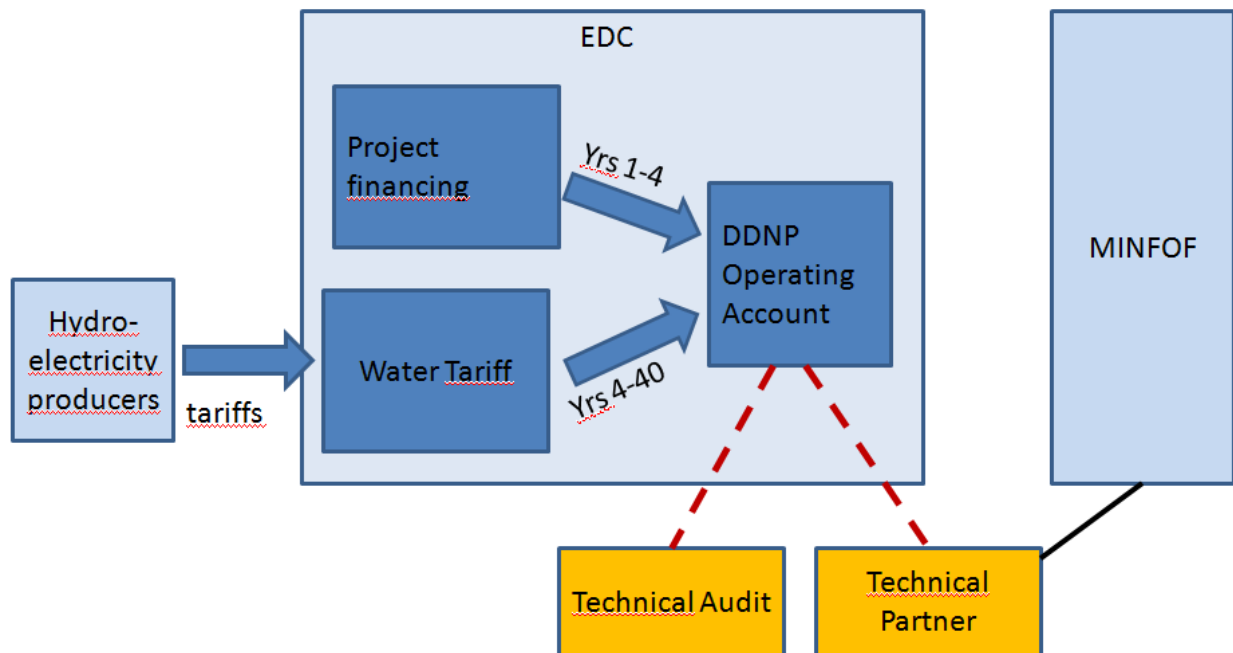 EDC
Project
financing
Yrs 1-4
DDNP
Operating
Account
MINFOF
Hydro-
electricity
producers
tariffs
Water Tariff
Yrs 4-40
Technical Audit
Technical
Partner